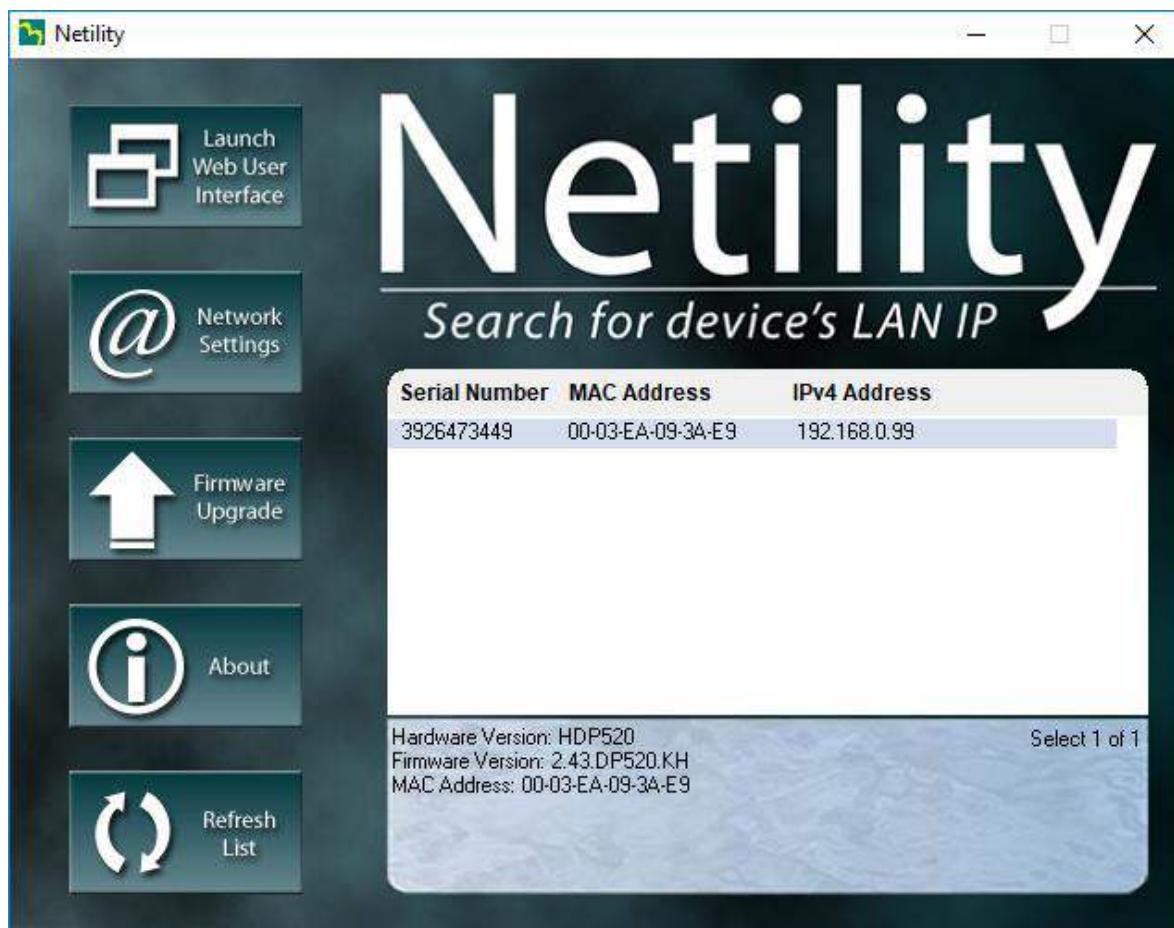 Netility
Launch
Web User
Interface
Network
Settings
Firmware
Upgrade
About
Refresh
List
Netility
Search for device's LAN IP
Serial Number MAC Address IPv4 Address
3926473449 00-03-EA-09-3A-E9 192.168.0.99
Hardware Version: HDP520 Select 1 of 1
Firmware Version: 2.43.DP520.KH
MAC Address: 00-03-EA-09-3A-E9